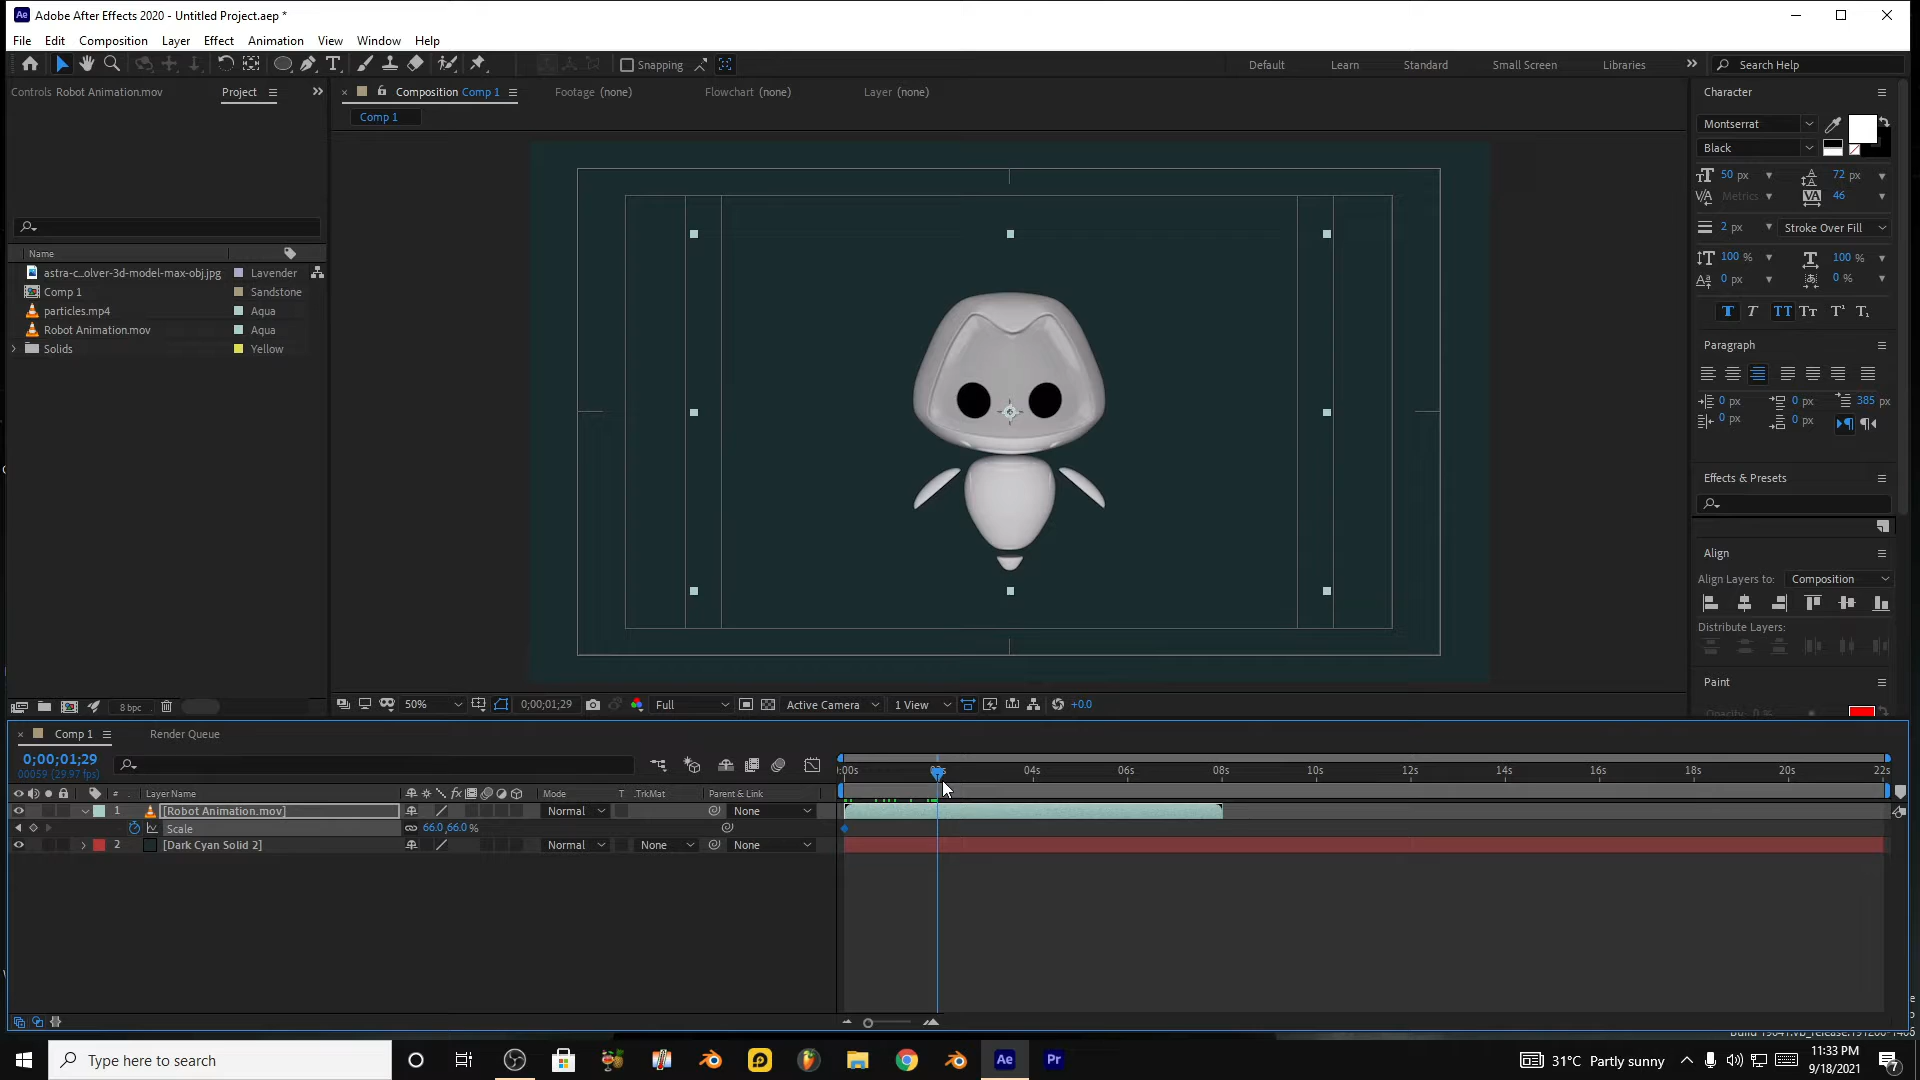 Adobe After Effects 2020 - Untitled Project.aep *
File Edit Composition Layer Effect Animation View Window Help
Snapping
Default Learn Standard Small Screen Libraries
Search Help
Controls Robot Animation.mov
Project
Composition Comp 1
Footage (none)
Flowchart (none)
Layer (none)
Comp 1
Name
astra-c...olver-3d-model-max-obj.jpg Lavender
Comp 1 Sandstone
particles.mp4 Aqua
Robot Animation.mov Aqua
Solids Yellow
8 bpc
50%
0;00;01;29
Full
Active Camera
1 View
+0.0
Character
Montserrat
Black
50 px
72 px
Metrics
46
2 px
Stroke Over Fill
100 %
100 %
0 px
0 %
T T TT Tт T¹ T₁
Paragraph
0 px
0 px
385 px
0 px
0 px
Effects & Presets
Align
Align Layers to: Composition
Distribute Layers:
Paint
Comp 1
Render Queue
0;00;01;29
00059 (29.97 fps)
# LayerName Mode T .TrkMat Parent & Link
1 [Robot Animation.mov] Normal None
Scale 66.0,66.0 %
2 [Dark Cyan Solid 2] Normal None None
:00s 04s 06s 08s 10s 12s 14s 16s 18s 20s 22s
Type here to search
Ae
Pr
31°C Partly sunny
11:33 PM
9/18/2021
7